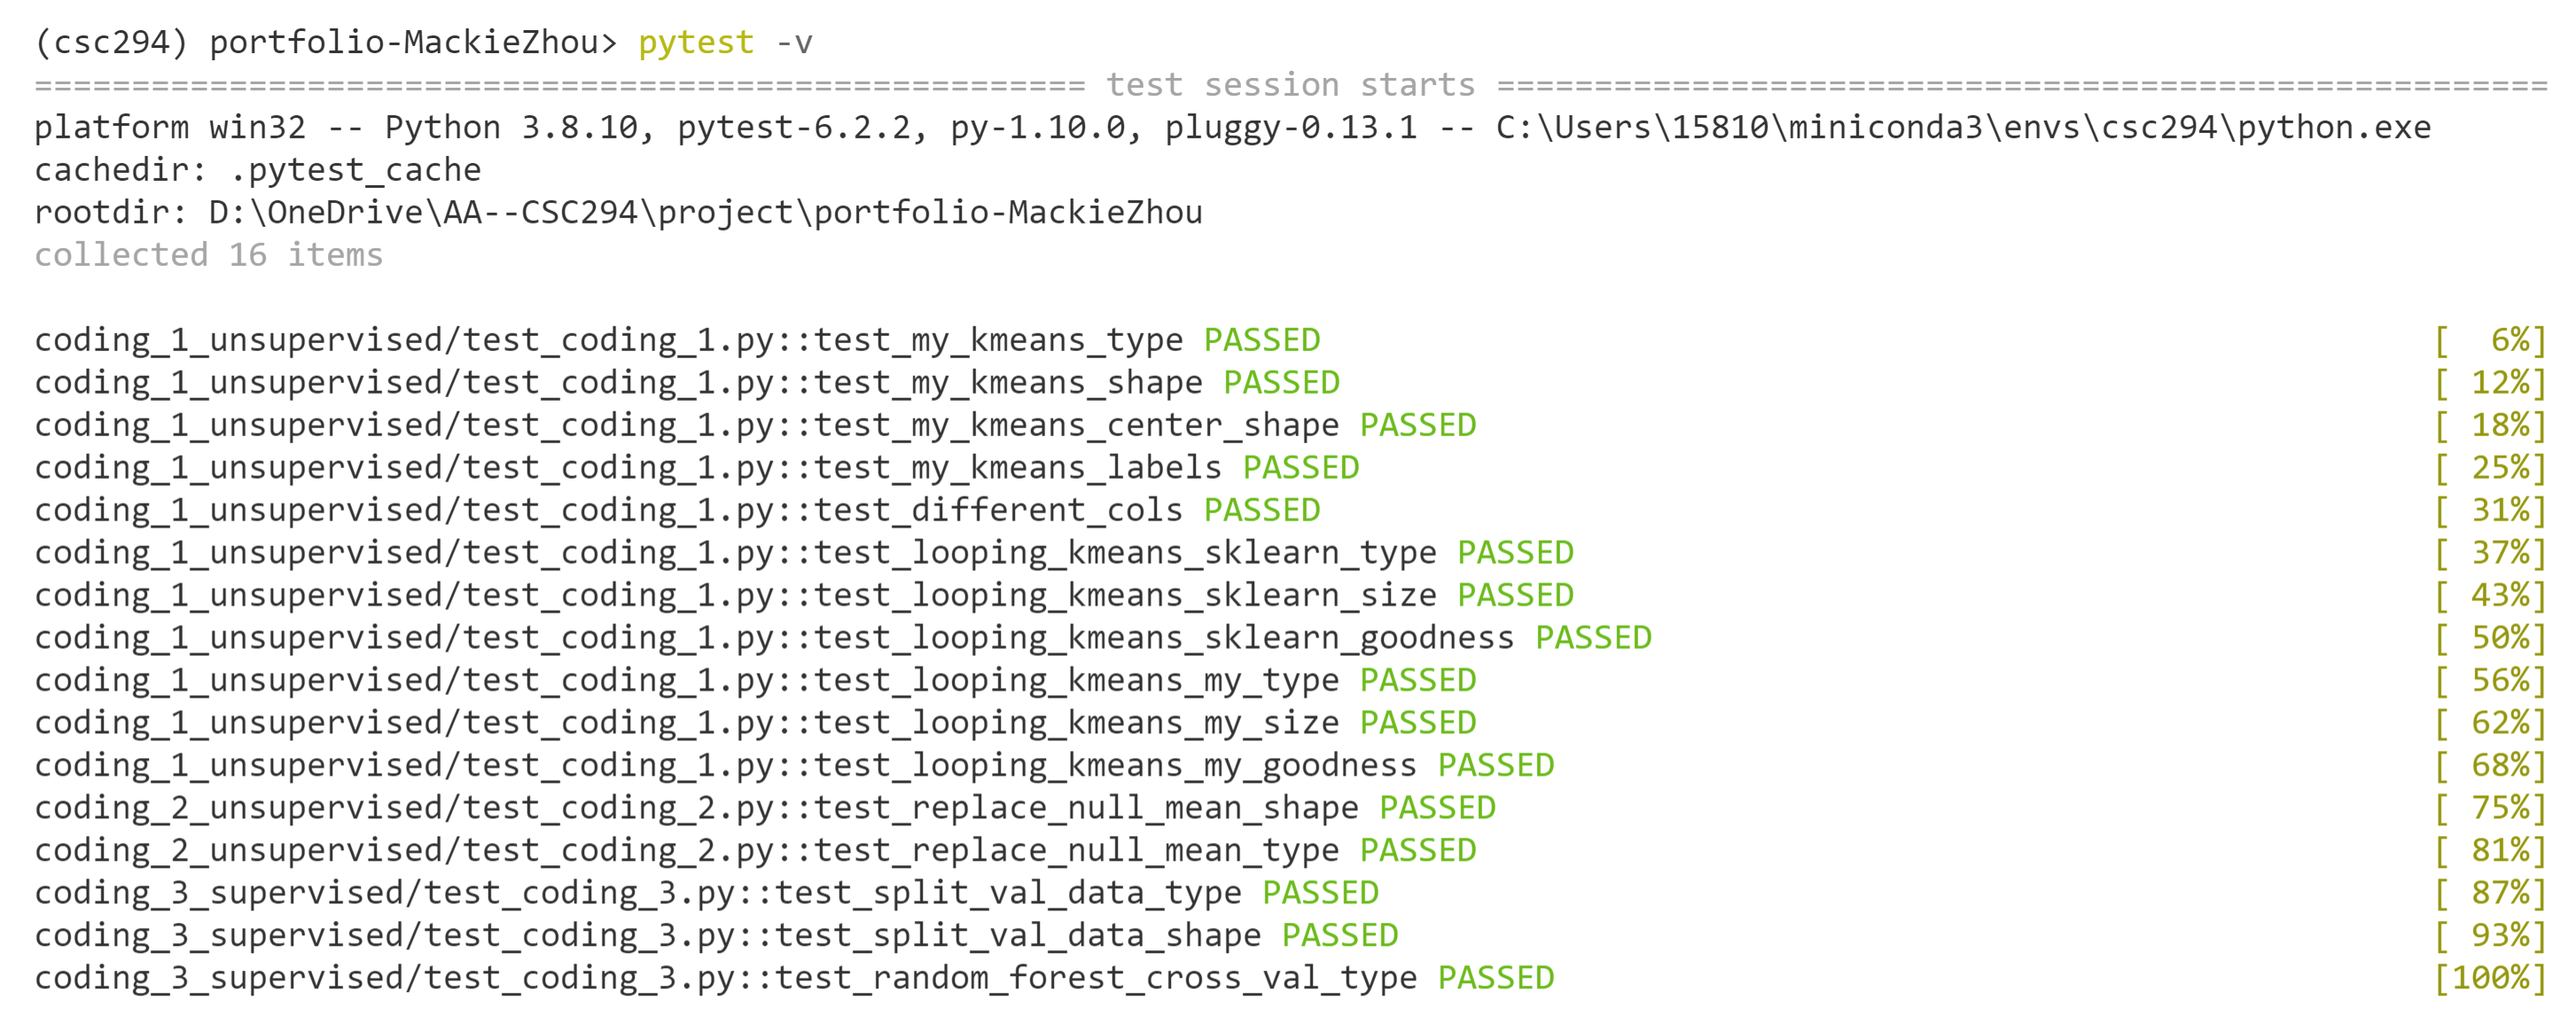 (csc294) portfolio-MackieZhou> pytest -v
====================================================== test session starts ======================================================
platform win32 -- Python 3.8.10, pytest-6.2.2, py-1.10.0, pluggy-0.13.1 -- C:\Users\15810\miniconda3\envs\csc294\python.exe
cachedir: .pytest_cache
rootdir: D:\OneDrive\AA--CSC294\project\portfolio-MackieZhou
collected 16 items
coding_1_unsupervised/test_coding_1.py::test_my_kmeans_type PASSED [  6%]
coding_1_unsupervised/test_coding_1.py::test_my_kmeans_shape PASSED [ 12%]
coding_1_unsupervised/test_coding_1.py::test_my_kmeans_center_shape PASSED [ 18%]
coding_1_unsupervised/test_coding_1.py::test_my_kmeans_labels PASSED [ 25%]
coding_1_unsupervised/test_coding_1.py::test_different_cols PASSED [ 31%]
coding_1_unsupervised/test_coding_1.py::test_looping_kmeans_sklearn_type PASSED [ 37%]
coding_1_unsupervised/test_coding_1.py::test_looping_kmeans_sklearn_size PASSED [ 43%]
coding_1_unsupervised/test_coding_1.py::test_looping_kmeans_sklearn_goodness PASSED [ 50%]
coding_1_unsupervised/test_coding_1.py::test_looping_kmeans_my_type PASSED [ 56%]
coding_1_unsupervised/test_coding_1.py::test_looping_kmeans_my_size PASSED [ 62%]
coding_1_unsupervised/test_coding_1.py::test_looping_kmeans_my_goodness PASSED [ 68%]
coding_2_unsupervised/test_coding_2.py::test_replace_null_mean_shape PASSED [ 75%]
coding_2_unsupervised/test_coding_2.py::test_replace_null_mean_type PASSED [ 81%]
coding_3_supervised/test_coding_3.py::test_split_val_data_type PASSED [ 87%]
coding_3_supervised/test_coding_3.py::test_split_val_data_shape PASSED [ 93%]
coding_3_supervised/test_coding_3.py::test_random_forest_cross_val_type PASSED [100%]